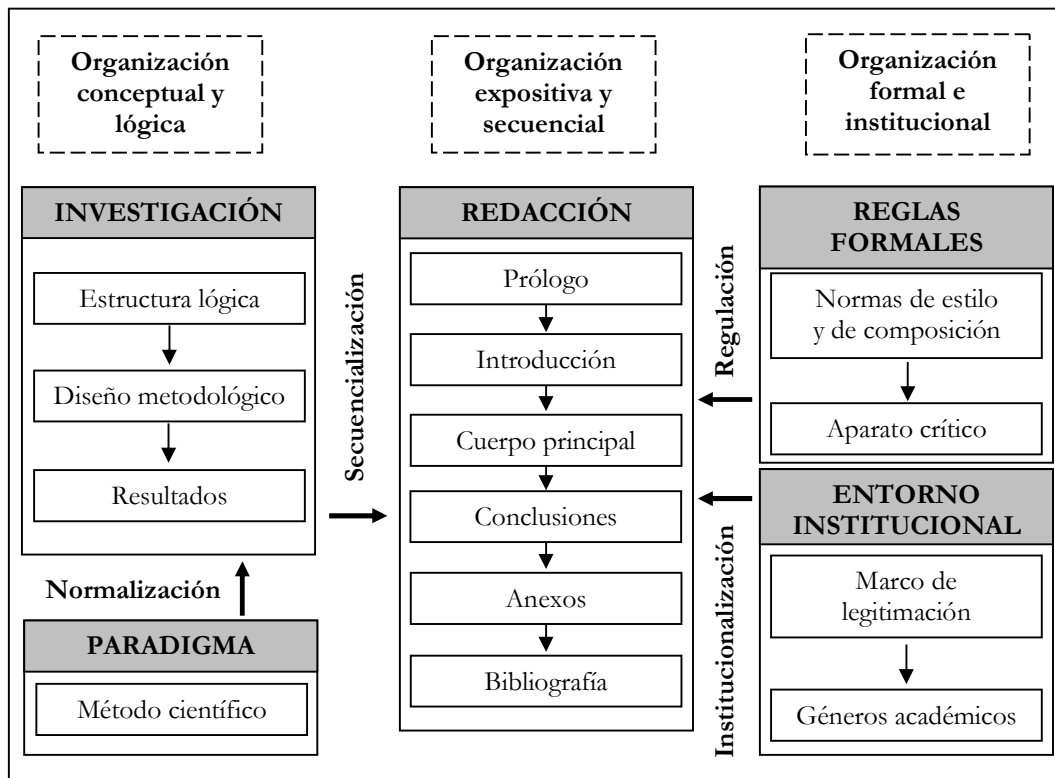 Organización
conceptual y
lógica
Organización
expositiva y
secuencial
Organización
formal e
institucional
INVESTIGACIÓN
Estructura lógica
Diseño metodológico
Resultados
Normalización
PARADIGMA
Método científico
Secuencialización
REDACCIÓN
Prólogo
Introducción
Cuerpo principal
Conclusiones
Anexos
Bibliografía
Regulación
Institucionalización
REGLAS
FORMALES
Normas de estilo
y de composición
Aparato crítico
ENTORNO
INSTITUCIONAL
Marco de
legitimación
Géneros académicos